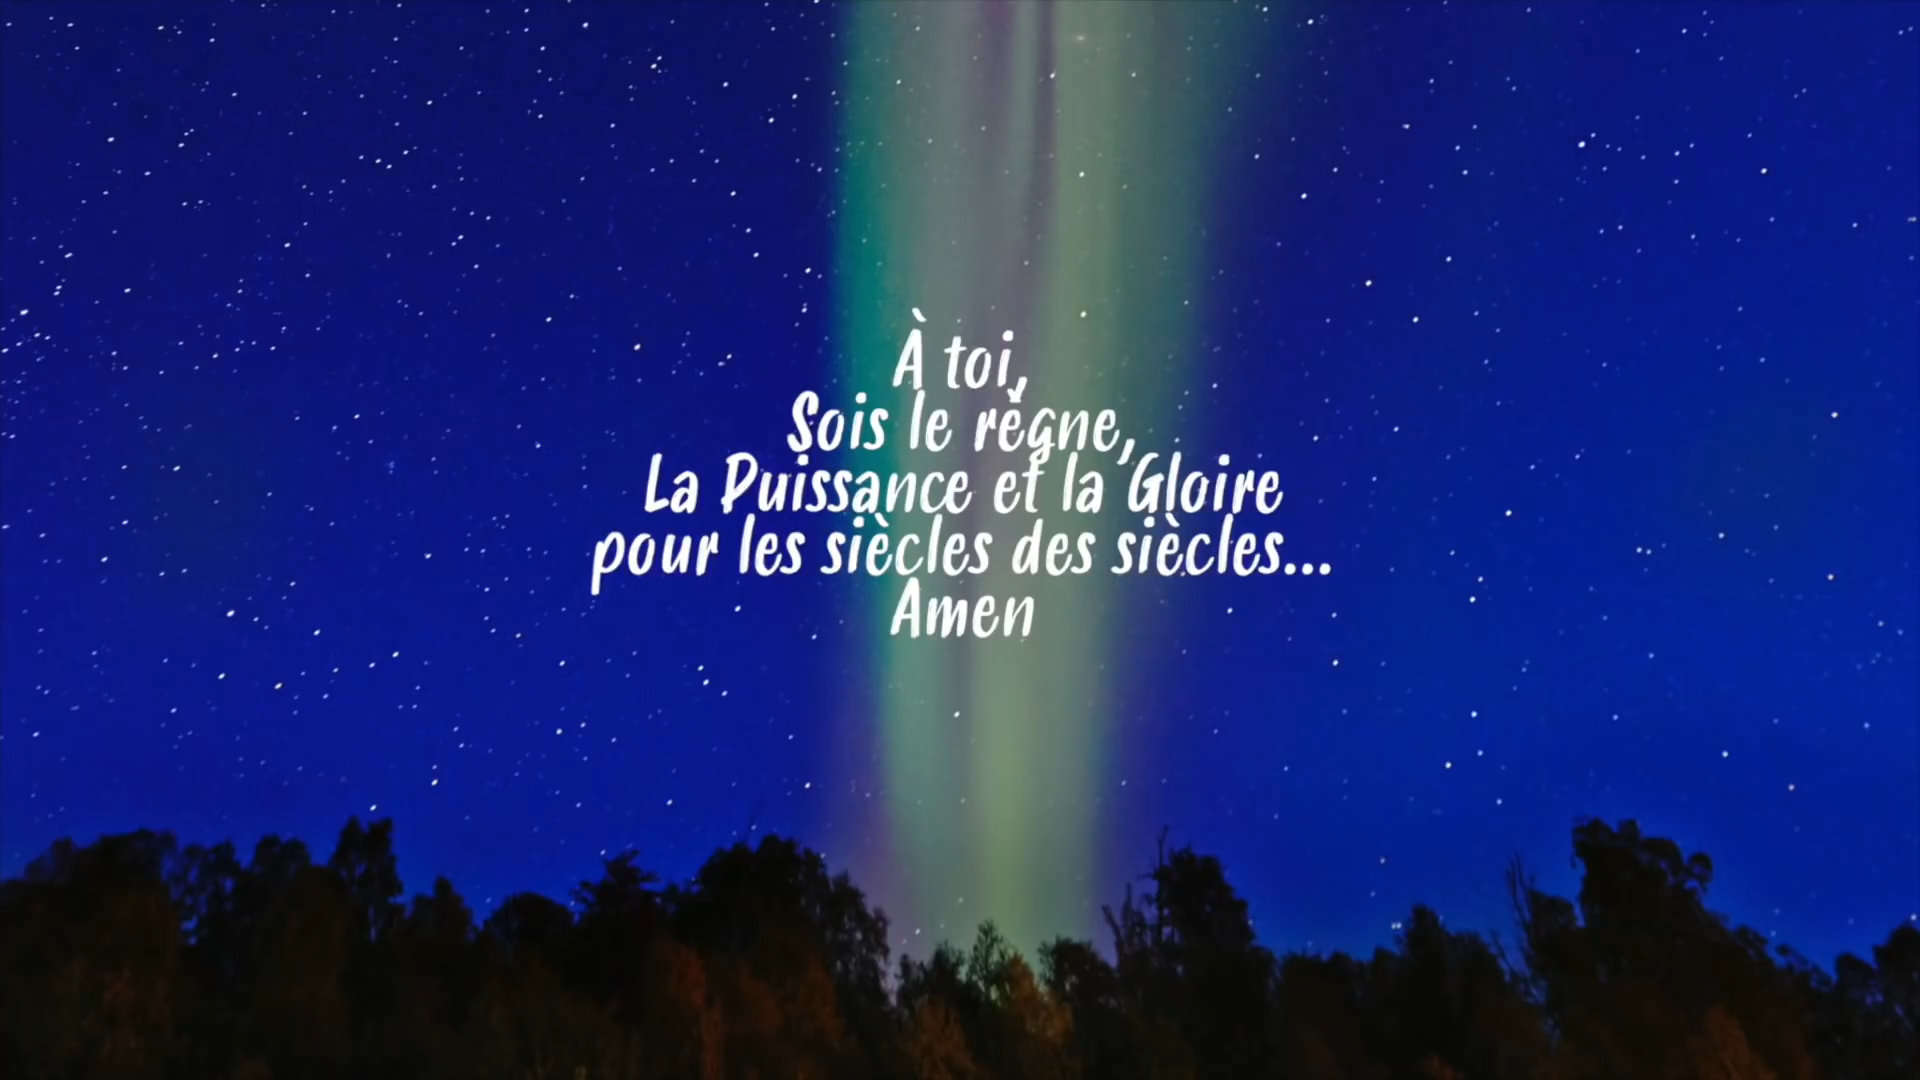 À toi,
Sois le règne,
La Puissance et la Gloire
pour les siècles des siècles...
Amen